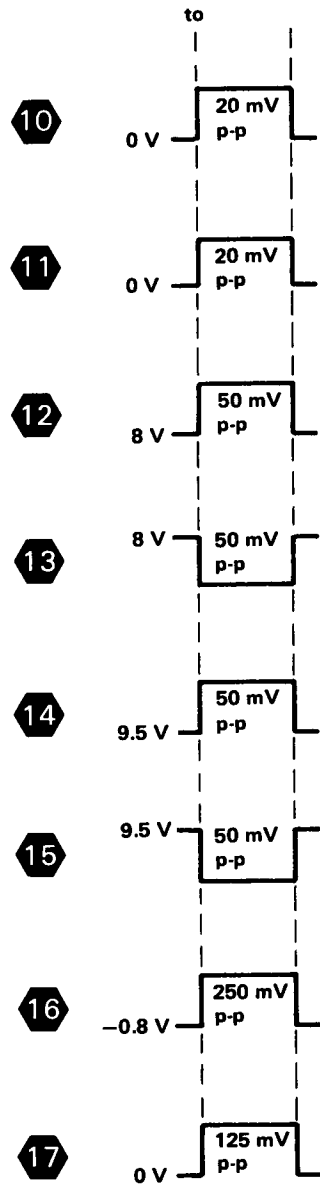 to
20 mV
10
0 V
p-p
20 mV
11
0 V
p-p
50 mV
12
8 V
p-p
8 V
50 mV
13
p-p
50 mV
14
9.5 V
p-p
9.5 V
50 mV
15
p-p
250 mV
16
−0.8 V
p-p
125 mV
17
0 V
p-p